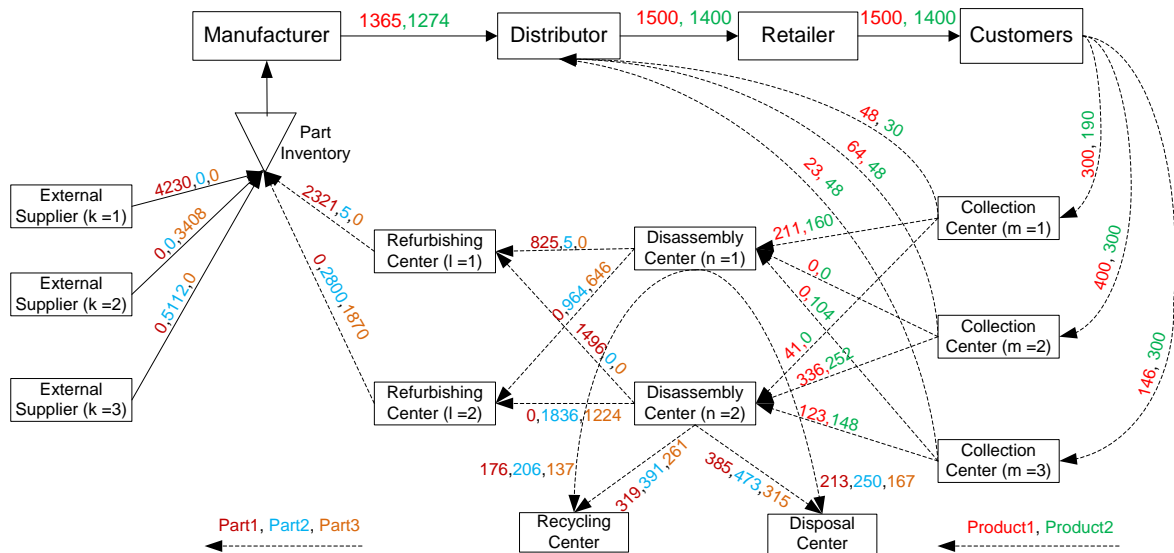 1365,1274
1500, 1400
1500, 1400
Manufacturer
Distributor
Retailer
Customers
Part
Inventory
48,30
64,48
23,48
300,190
400,300
146,300
External
Supplier (k =1)
4230,0,0
External
Supplier (k =2)
0,0,3408
External
Supplier (k =3)
0,5112,0
2321,5,0
0,2800,1870
Refurbishing
Center (l =1)
Refurbishing
Center (l =2)
825,5,0
0,964,646
1496,0,0
0,1836,1224
Disassembly
Center (n =1)
Disassembly
Center (n =2)
211,160
0,0
0,104
41,0
336,252
123,148
Collection
Center (m =1)
Collection
Center (m =2)
Collection
Center (m =3)
176,206,137
319,391,261
385,473,315
213,250,167
Recycling
Center
Disposal
Center
Part1, Part2, Part3
Product1, Product2